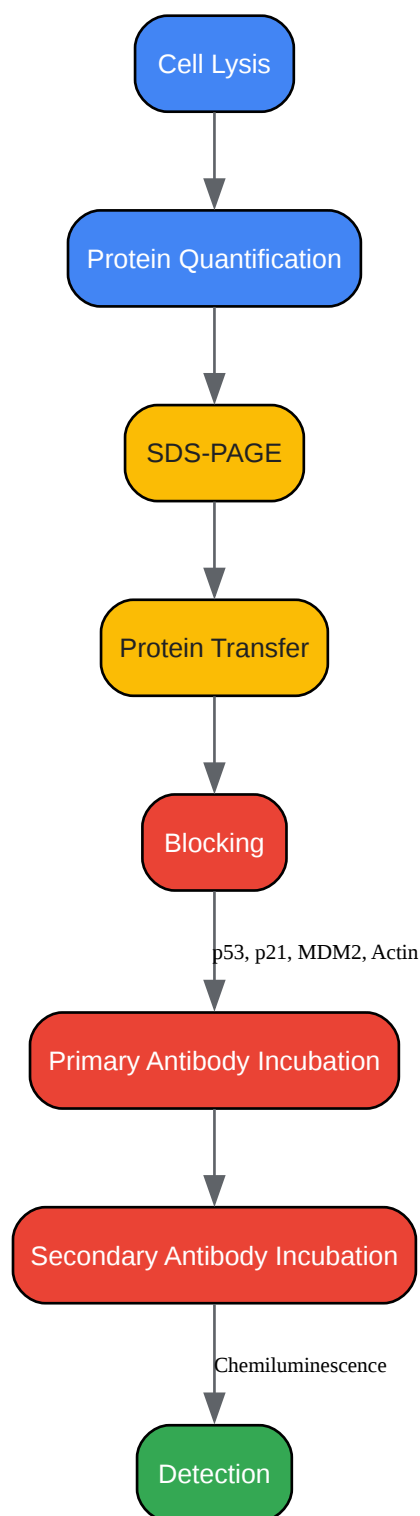 Cell Lysis
Protein Quantification
SDS-PAGE
Protein Transfer
Blocking
p53, p21, MDM2, Actin
Primary Antibody Incubation
Secondary Antibody Incubation
Chemiluminescence
Detection